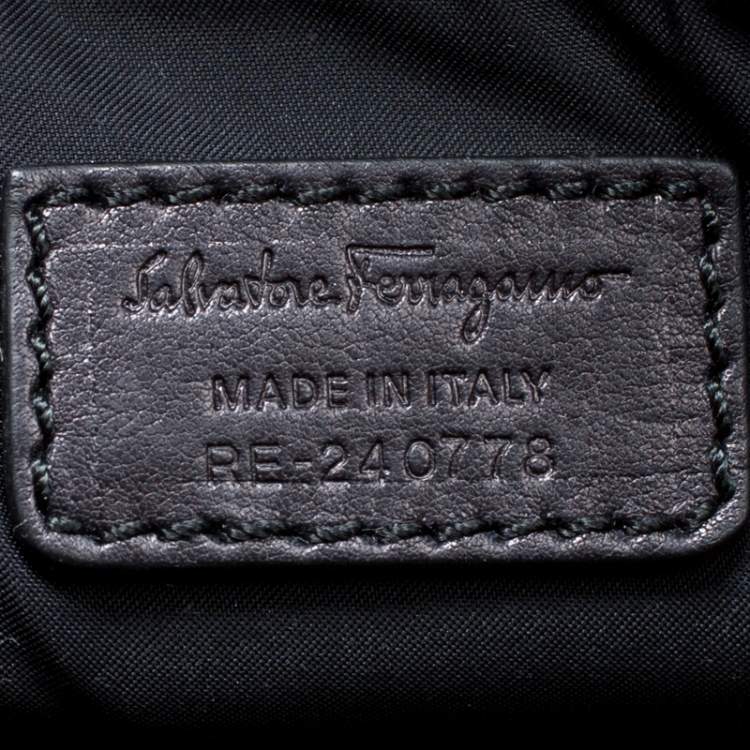 Salvatore Ferragamo
MADE IN ITALY
RE-240778